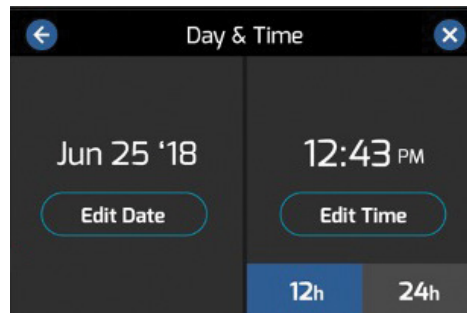 Day & Time
Jun 25 ‘18
Edit Date
12:43 PM
Edit Time
12h 24h